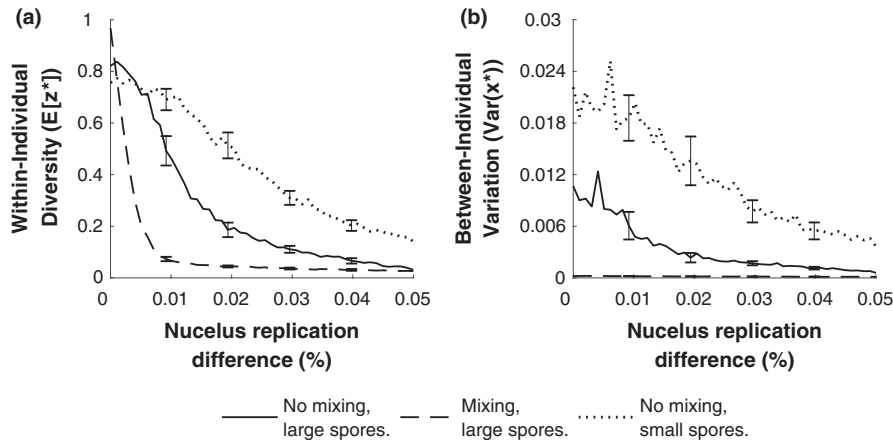 (a)
1
0.8
0.6
0.4
0.2
0
Within-Individual
Diversity (E[z*])
0
0.01
0.02
0.03
0.04
0.05
Nucelus replication
difference (%)
(b)
0.03
0.024
0.018
0.012
0.006
0
Between-Individual
Variation (Var(x*))
0
0.01
0.02
0.03
0.04
0.05
Nucelus replication
difference (%)
No mixing,
large spores.
Mixing,
large spores.
No mixing,
small spores.